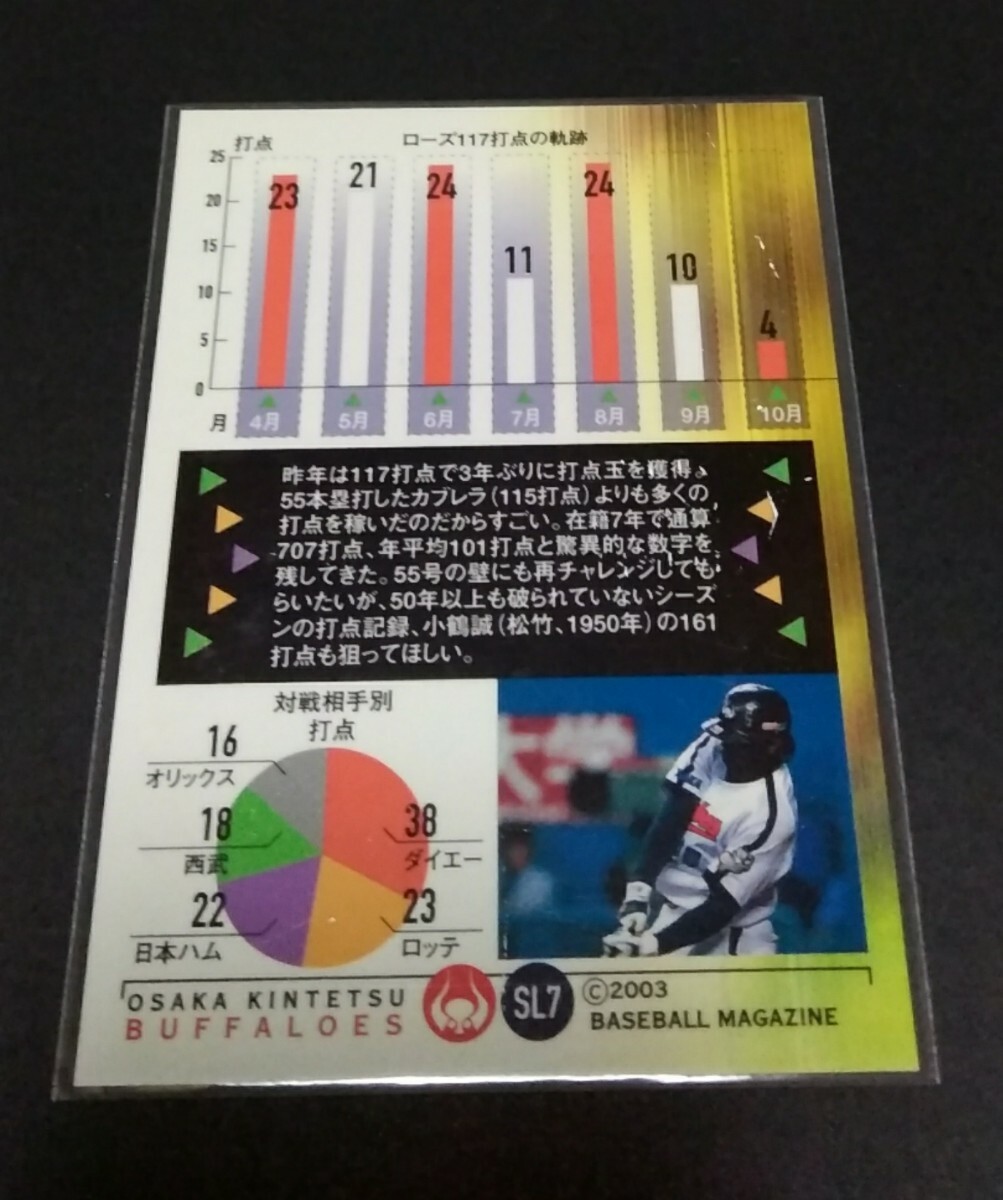 打点 ローズ117打点の軌跡
25
20
15
10
5
0
23 21 24 11 24 10 4
月 4月 5月 6月 7月 8月 9月 10月
昨年は117打点で3年ぶりに打点王を獲得。
55本塁打したカブレラ(115打点)よりも多くの
打点を稼いだのだからすごい。在籍7年で通算
707打点、年平均101打点と驚異的な数字を
残してきた。55号の壁にも再チャレンジしても
らいたいが、50年以上も破られていないシーズ
ンの打点記録、小鶴誠(松竹、1950年)の161
打点も狙ってほしい。
対戦相手別
打点
16
オリックス
18
西武
22
日本ハム
38
ダイエー
23
ロッテ
大学
OSAKA KINTETSU
BUFFALOES
SL7
©2003
BASEBALL MAGAZINE